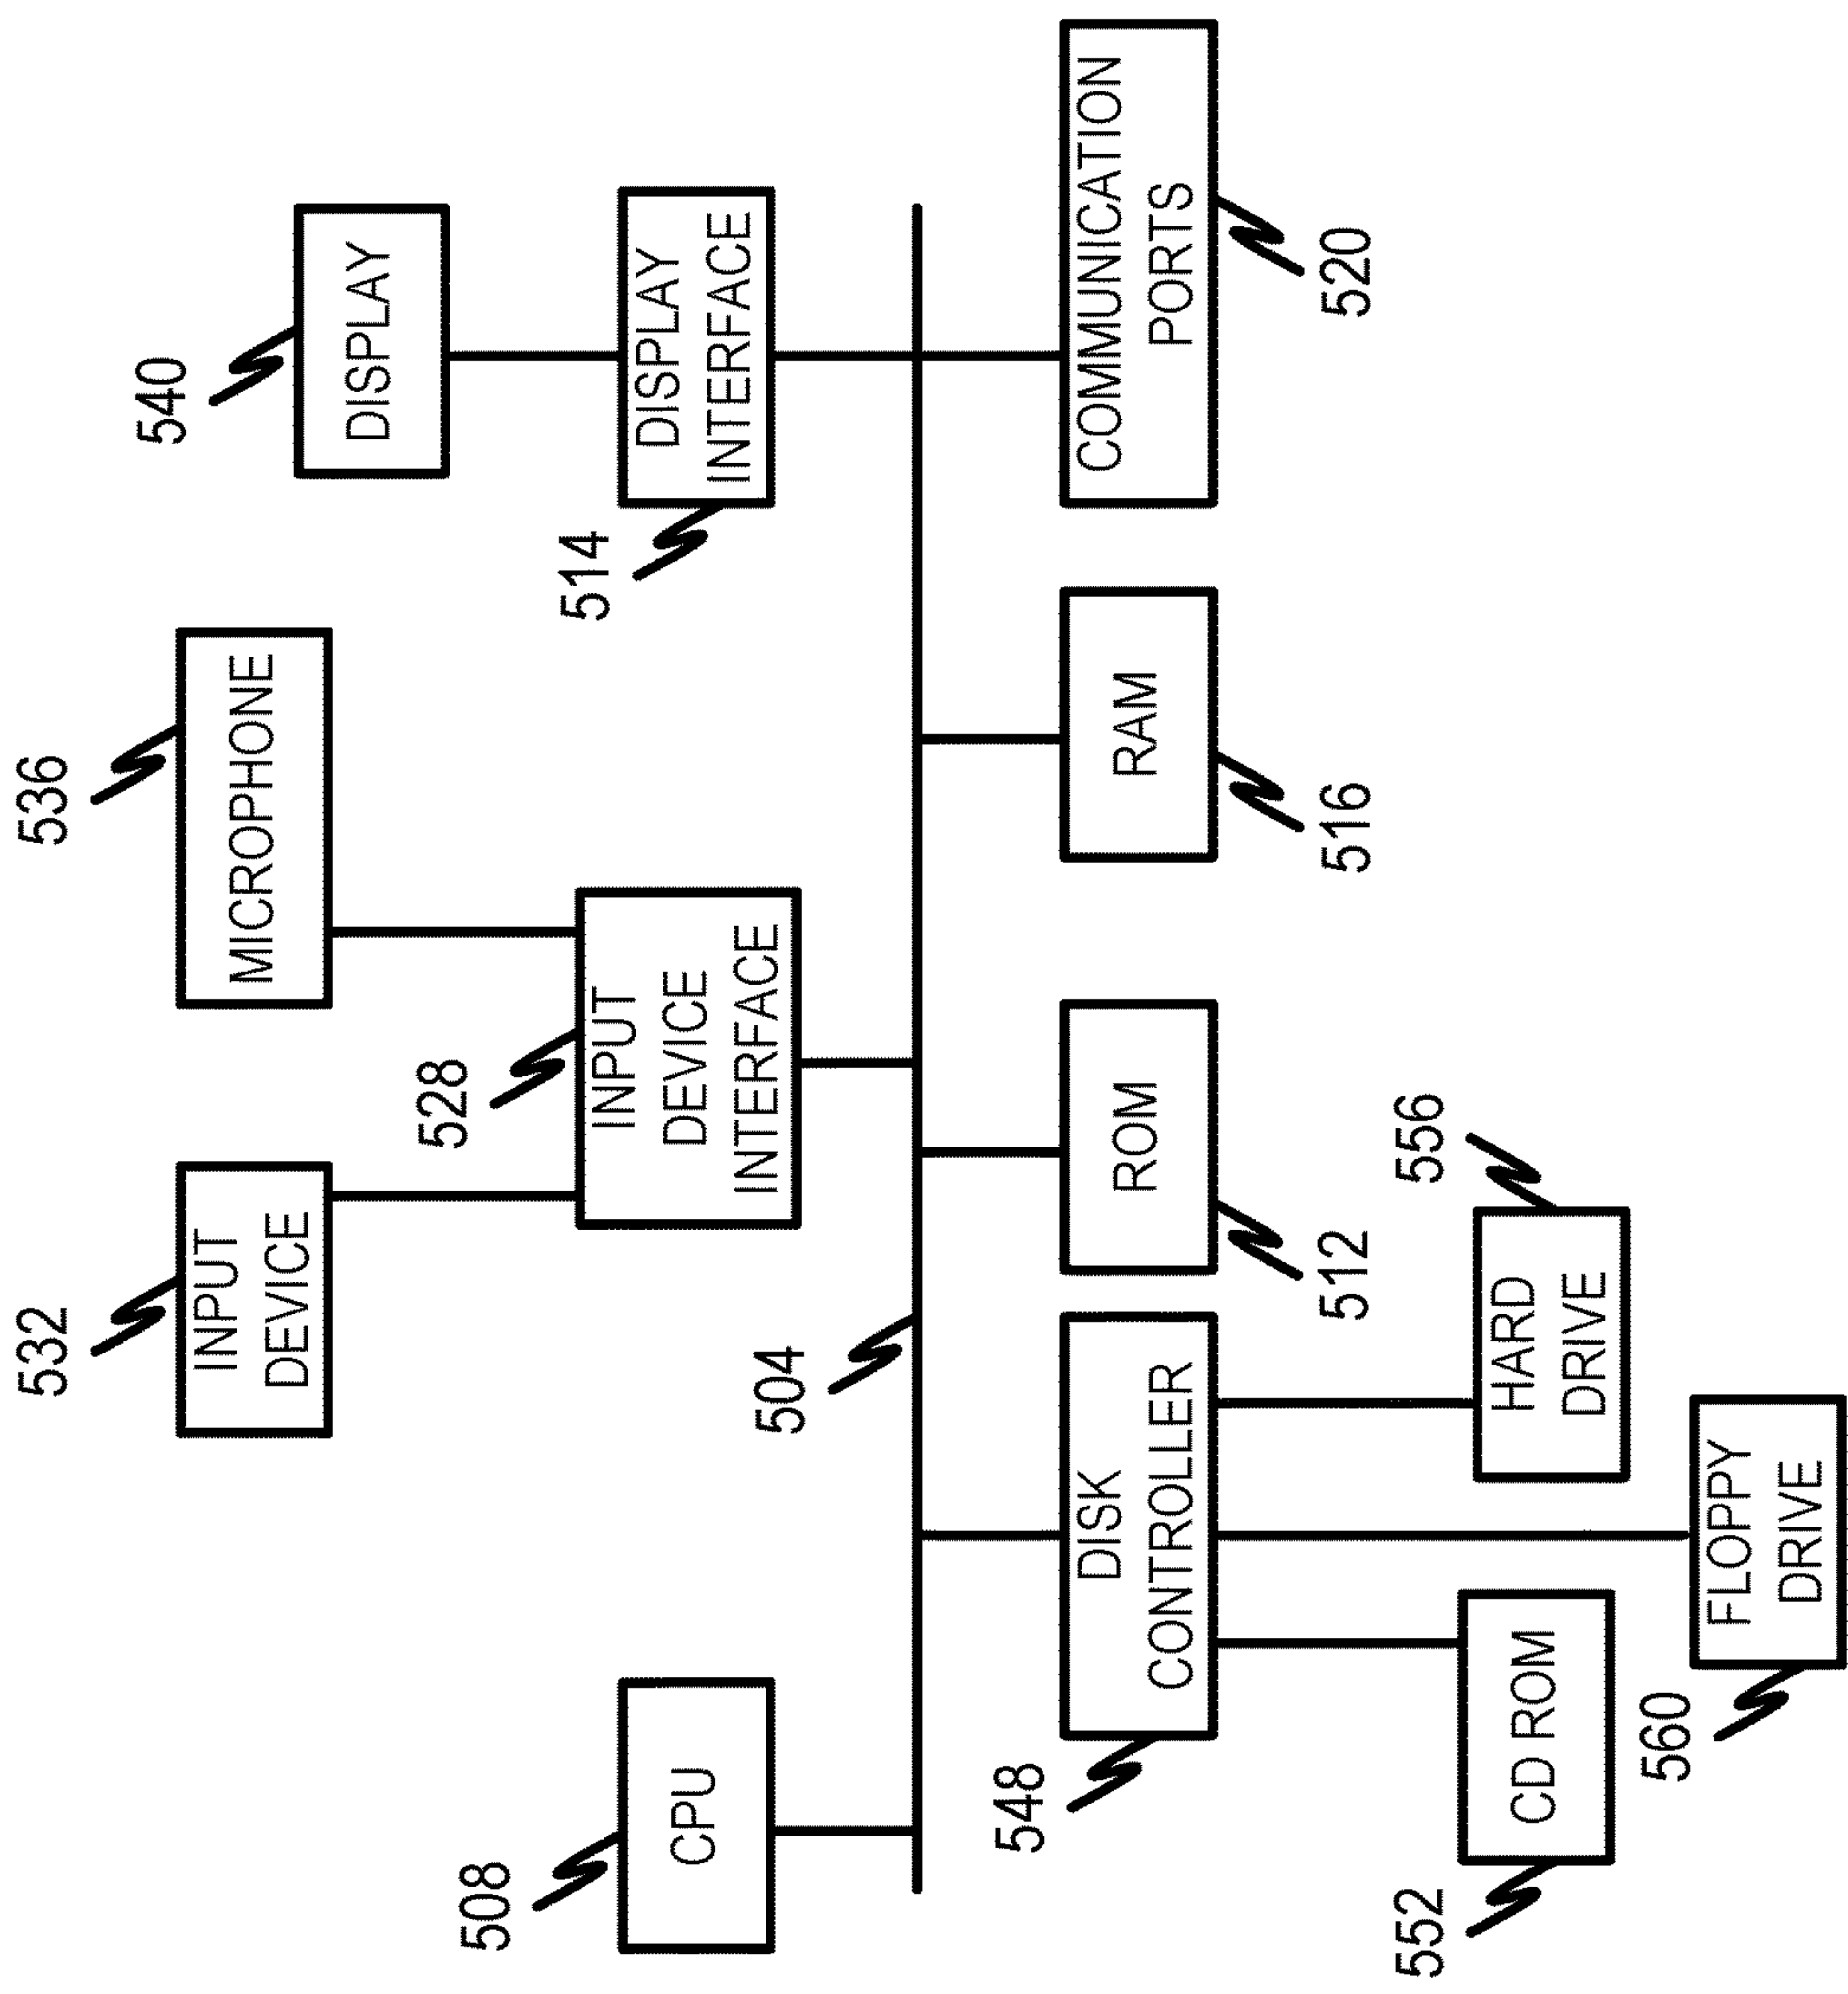 532
536
540
INPUT
DEVICE
MICROPHONE
DISPLAY
508
528
514
CPU
INPUT
DEVICE
INTERFACE
DISPLAY
INTERFACE
504
548
DISK
CONTROLLER
ROM
RAM
COMMUNICATION
PORTS
512
516
520
552
556
CD ROM
HARD
DRIVE
560
FLOPPY
DRIVE